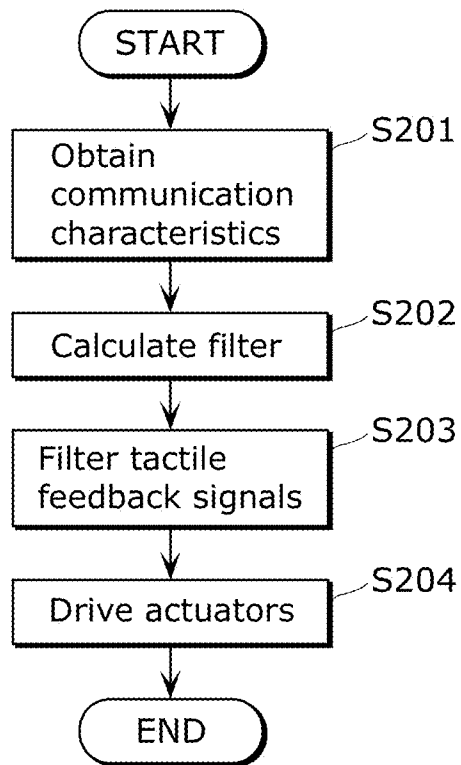 START
S201
Obtain
communication
characteristics
S202
Calculate filter
S203
Filter tactile
feedback signals
S204
Drive actuators
END